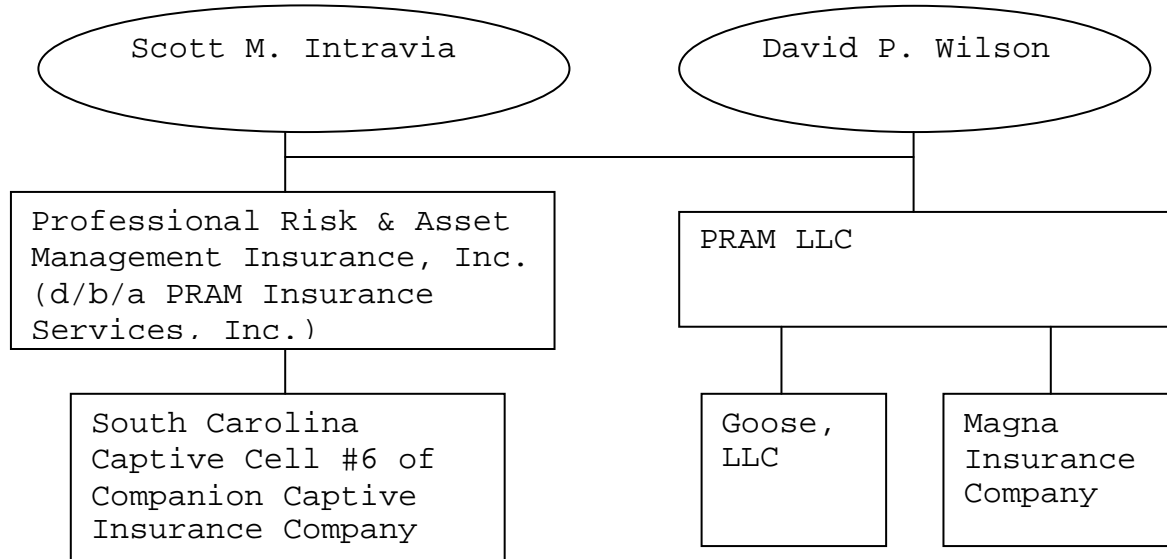 Scott M. Intravia
David P. Wilson
Professional Risk & Asset
Management Insurance, Inc.
(d/b/a PRAM Insurance
Services, Inc.)
PRAM LLC
South Carolina
Captive Cell #6 of
Companion Captive
Insurance Company
Goose,
LLC
Magna
Insurance
Company